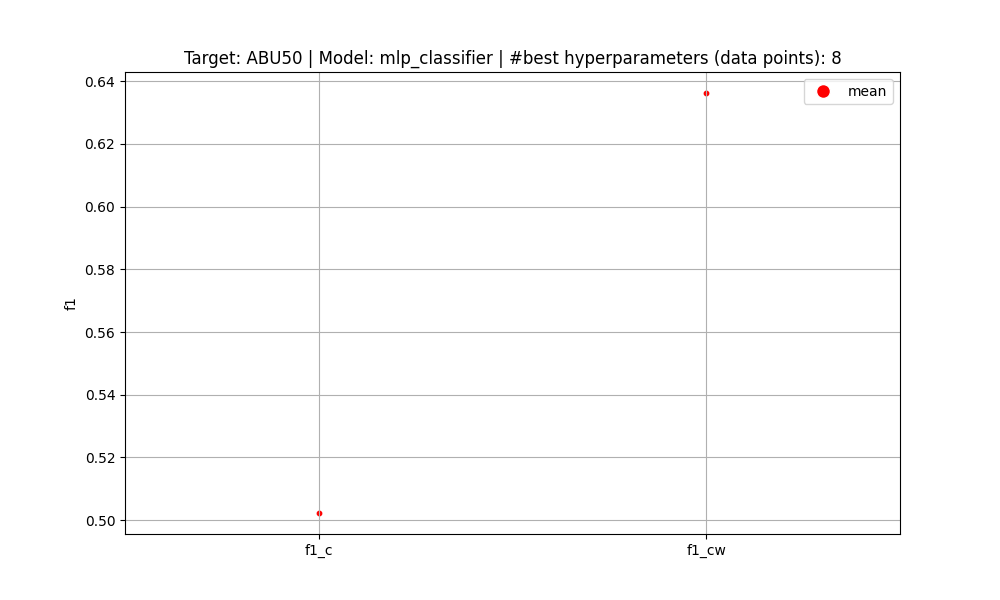 Target: ABU50 | Model: mlp_classifier | #best hyperparameters (data points): 8
mean
f1
0.64
0.62
0.60
0.58
0.56
0.54
0.52
0.50
f1_c
f1_cw